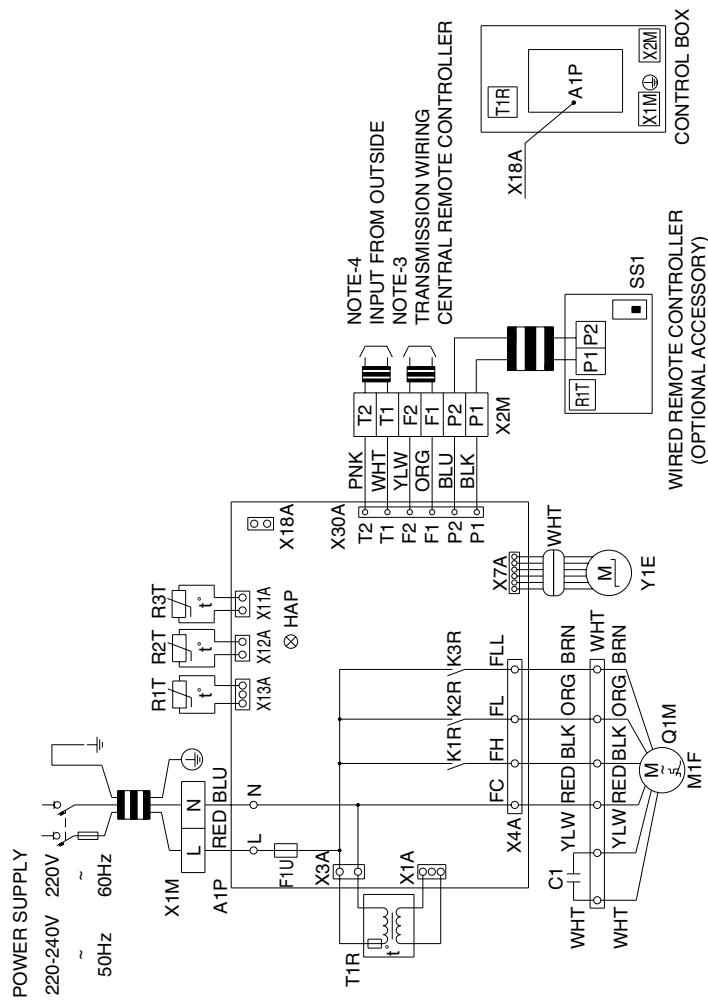 POWER SUPPLY
220-240V 220V
~ ~
50Hz 60Hz
X1M
L N
A1P
RED BLU
L N
F1U
X3A
X1A
T1R
t°
R1T R2T R3T
t° t° t°
X13A X12A X11A
HAP
X18A
X30A
T2
T1
F2
F1
P2
P1
PNK
WHT
YLW
ORG
BLU
BLK
T2
T1
F2
F1
P2
P1
X2M
NOTE-4
INPUT FROM OUTSIDE
NOTE-3
TRANSMISSION WIRING
CENTRAL REMOTE CONTROLLER
K1R K2R K3R
X4A
FC FH FL FLL
YLW RED BLK ORG BRN
WHT
YLW RED BLK ORG BRN
C1
WHT
WHT
M
~
Q1M
M1F
X7A
WHT
M
Y1E
R1T
P1 P2
SS1
WIRED REMOTE CONTROLLER
(OPTIONAL ACCESSORY)
X18A
T1R
A1P
X1M
X2M
CONTROL BOX